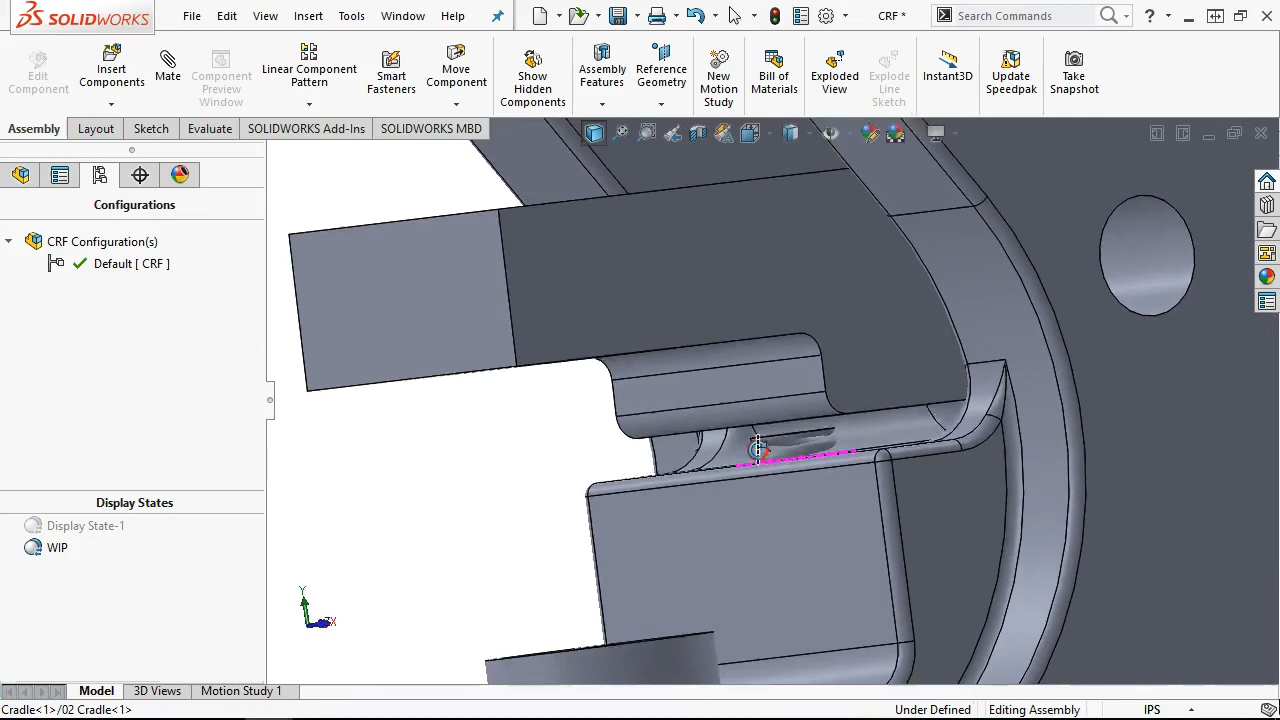 SOLIDWORKS
File Edit View Insert Tools Window Help
CRF *
Search Commands
Edit Component
Insert Components
Mate
Component Preview Window
Linear Component Pattern
Smart Fasteners
Move Component
Show Hidden Components
Assembly Features
Reference Geometry
New Motion Study
Bill of Materials
Exploded View
Explode Line Sketch
Instant3D
Update Speedpak
Take Snapshot
Assembly Layout Sketch Evaluate SOLIDWORKS Add-Ins SOLIDWORKS MBD
Configurations
CRF Configuration(s)
Default [ CRF ]
Display States
Display State-1
WIP
Y
ZX
Model 3D Views Motion Study 1
Cradle<1>/02 Cradle<1>
Under Defined Editing Assembly IPS